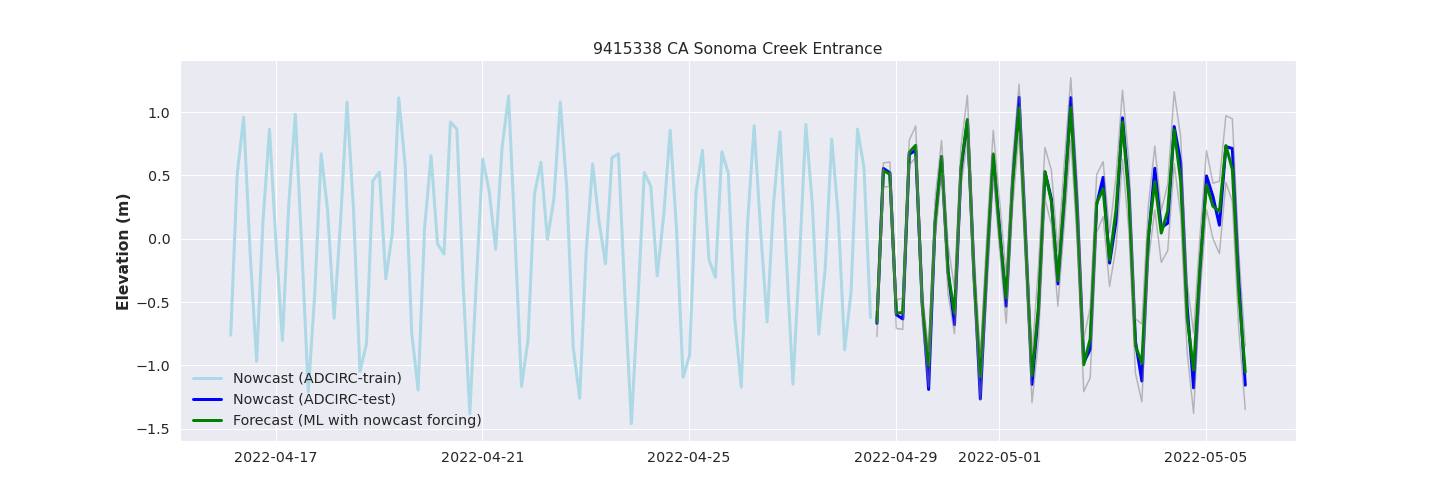 9415338 CA Sonoma Creek Entrance
Elevation (m)
1.0
0.5
0.0
−0.5
−1.0
−1.5
Nowcast (ADCIRC-train)
Nowcast (ADCIRC-test)
Forecast (ML with nowcast forcing)
2022-04-17 2022-04-21 2022-04-25 2022-04-29 2022-05-01 2022-05-05